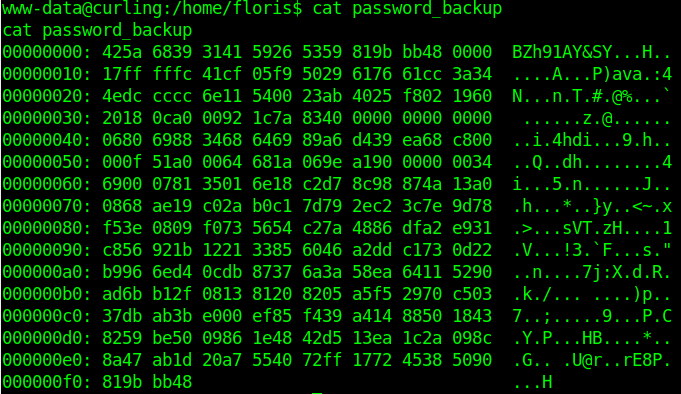 www-data@curling:/home/floris$ cat password_backup
cat password_backup
00000000: 425a 6839 3141 5926 5359 819b bb48 0000  BZh91AY&SY...H..
00000010: 17ff fffc 41cf 05f9 5029 6176 61cc 3a34  ....A...P)ava.:4
00000020: 4edc cccc 6e11 5400 23ab 4025 f802 1960  N...n.T.#.@%...`
00000030: 2018 0ca0 0092 1c7a 8340 0000 0000 0000   ......z.@......
00000040: 0680 6988 3468 6469 89a6 d439 ea68 c800  ..i.4hdi...9.h..
00000050: 000f 51a0 0064 681a 069e a190 0000 0034  ..Q..dh........4
00000060: 6900 0781 3501 6e18 c2d7 8c98 874a 13a0  i...5.n......J..
00000070: 0868 ae19 c02a b0c1 7d79 2ec2 3c7e 9d78  .h...*..}y..<~.x
00000080: f53e 0809 f073 5654 c27a 4886 dfa2 e931  .>...sVT.zH....1
00000090: c856 921b 1221 3385 6046 a2dd c173 0d22  .V...!3.`F...s."
000000a0: b996 6ed4 0cdb 8737 6a3a 58ea 6411 5290  ..n....7j:X.d.R.
000000b0: ad6b b12f 0813 8120 8205 a5f5 2970 c503  .k./... ....)p..
000000c0: 37db ab3b e000 ef85 f439 a414 8850 1843  7..;.....9...P.C
000000d0: 8259 be50 0986 1e48 42d5 13ea 1c2a 098c  .Y.P...HB....*..
000000e0: 8a47 ab1d 20a7 5540 72ff 1772 4538 5090  .G.. .U@r..rE8P.
000000f0: 819b bb48                                ...H